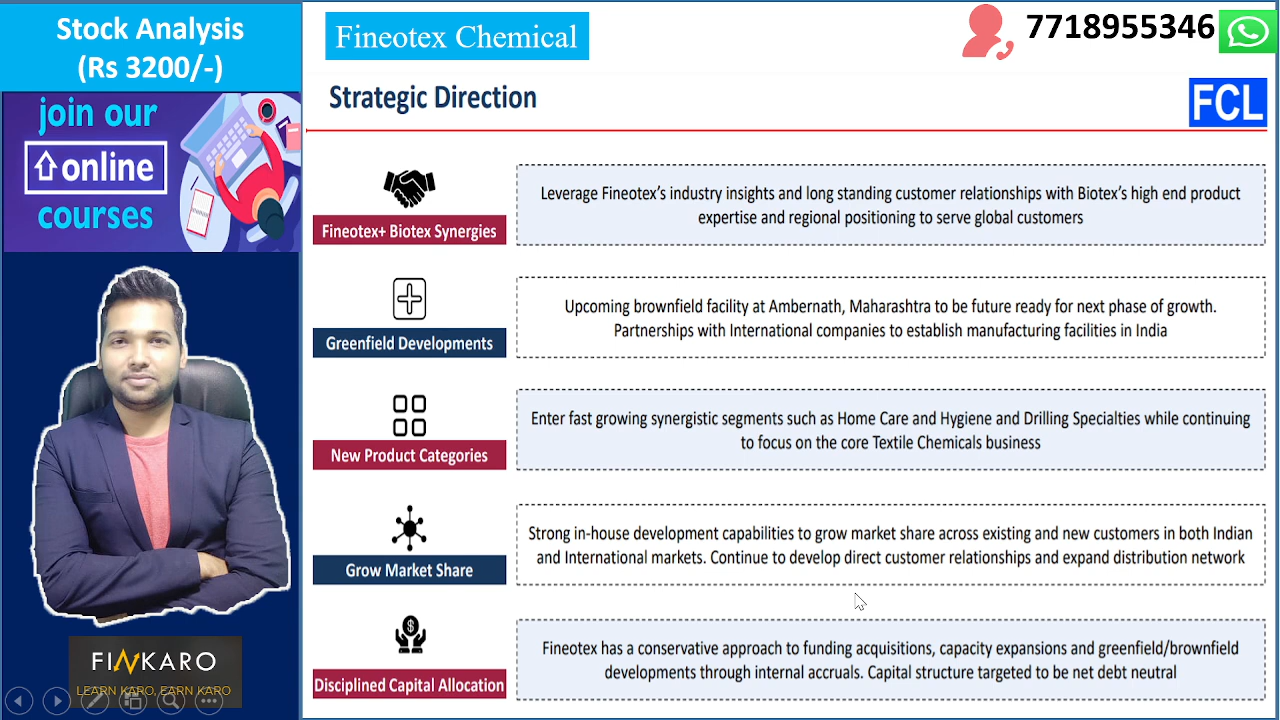 Stock Analysis
(Rs 3200/-)
join our
online
courses
FINKARO
LEARN KARO, EARN KARO
Fineotex Chemical
7718955346
Strategic Direction
FCL
Fineotex+ Biotex Synergies
Leverage Fineotex's industry insights and long standing customer relationships with Biotex's high end product
expertise and regional positioning to serve global customers
Greenfield Developments
Upcoming brownfield facility at Ambernath, Maharashtra to be future ready for next phase of growth.
Partnerships with International companies to establish manufacturing facilities in India
New Product Categories
Enter fast growing synergistic segments such as Home Care and Hygiene and Drilling Specialties while continuing
to focus on the core Textile Chemicals business
Grow Market Share
Strong in-house development capabilities to grow market share across existing and new customers in both Indian
and International markets. Continue to develop direct customer relationships and expand distribution network
Disciplined Capital Allocation
Fineotex has a conservative approach to funding acquisitions, capacity expansions and greenfield/brownfield
developments through internal accruals. Capital structure targeted to be net debt neutral